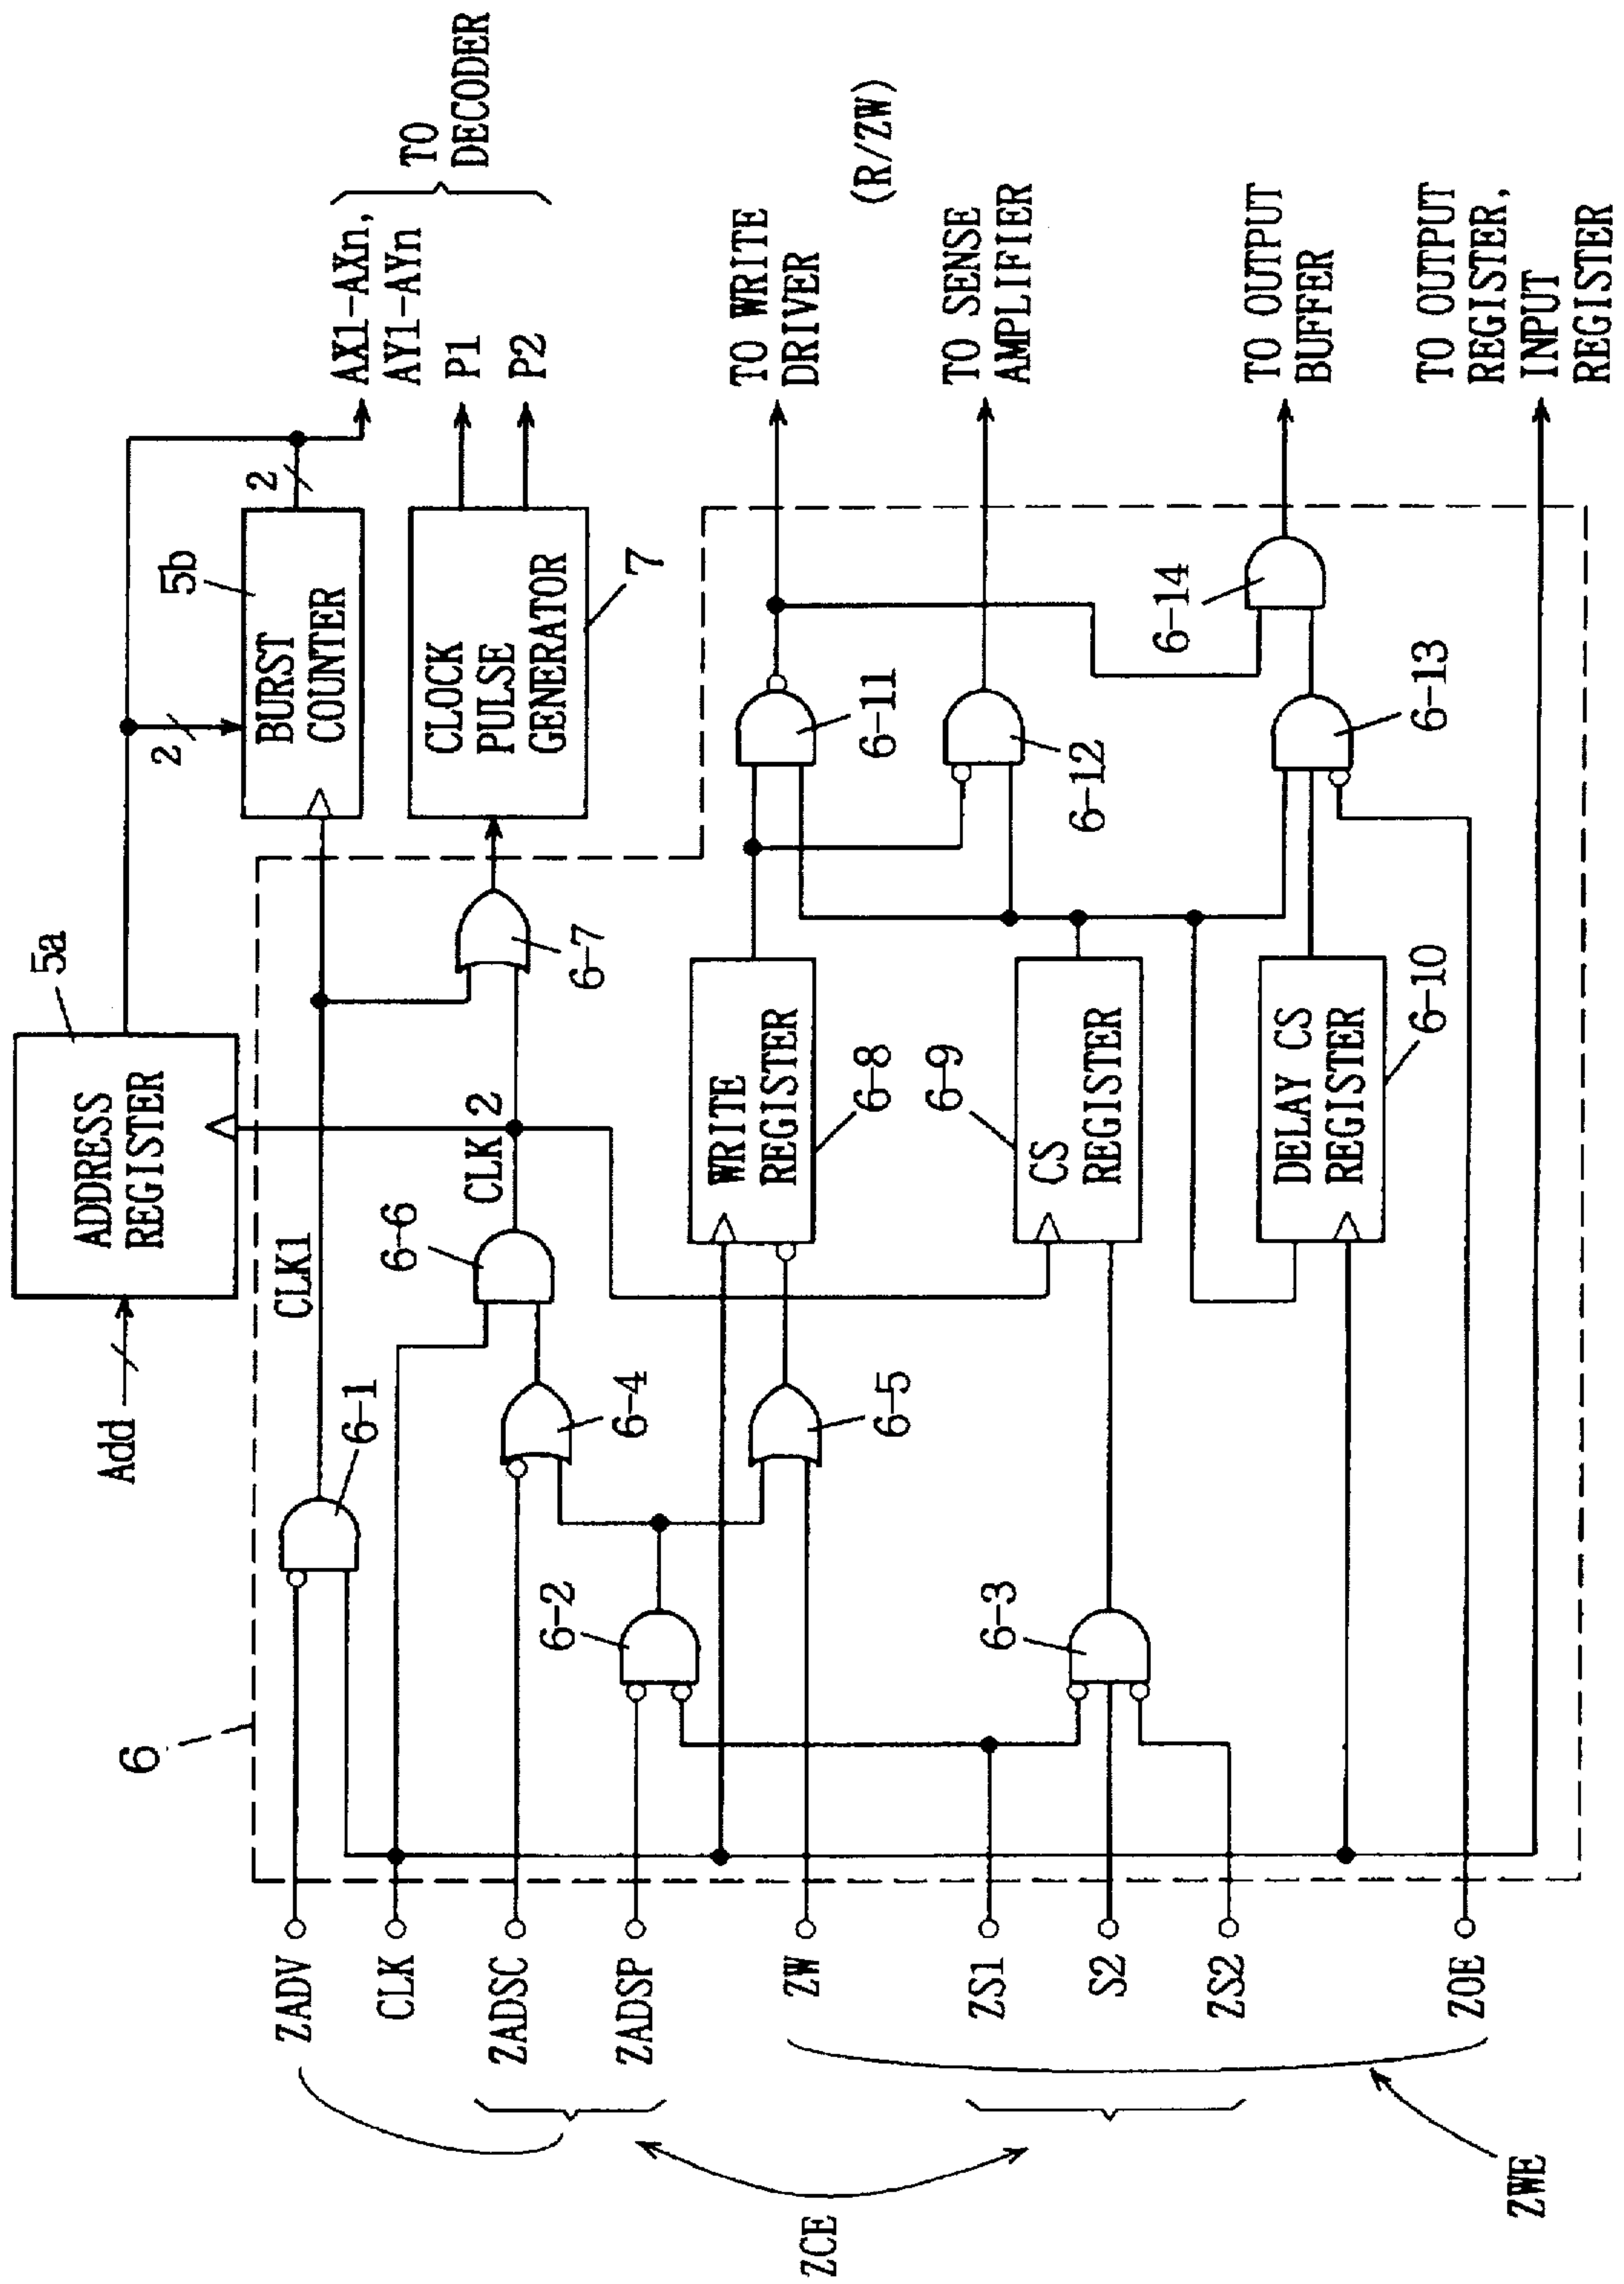 Add
ADDRESS
REGISTER
5a
2
BURST
COUNTER
5b
2
AX1-AXn,
AY1-AYn
TO
DECODER
CLOCK
PULSE
GENERATOR
7
P1
P2
6
ZADV
CLK
ZADSC
ZADSP
ZW
ZS1
S2
ZS2
ZOE
ZCE
ZWE
6-1
CLK1
6-2
6-3
6-4
6-5
6-6
CLK 2
6-7
WRITE
REGISTER
6-8
CS
REGISTER
6-9
DELAY CS
REGISTER
6-10
6-11
6-12
6-13
6-14
TO WRITE
DRIVER
(R/ZW)
TO SENSE
AMPLIFIER
TO OUTPUT
BUFFER
TO OUTPUT
REGISTER,
INPUT
REGISTER